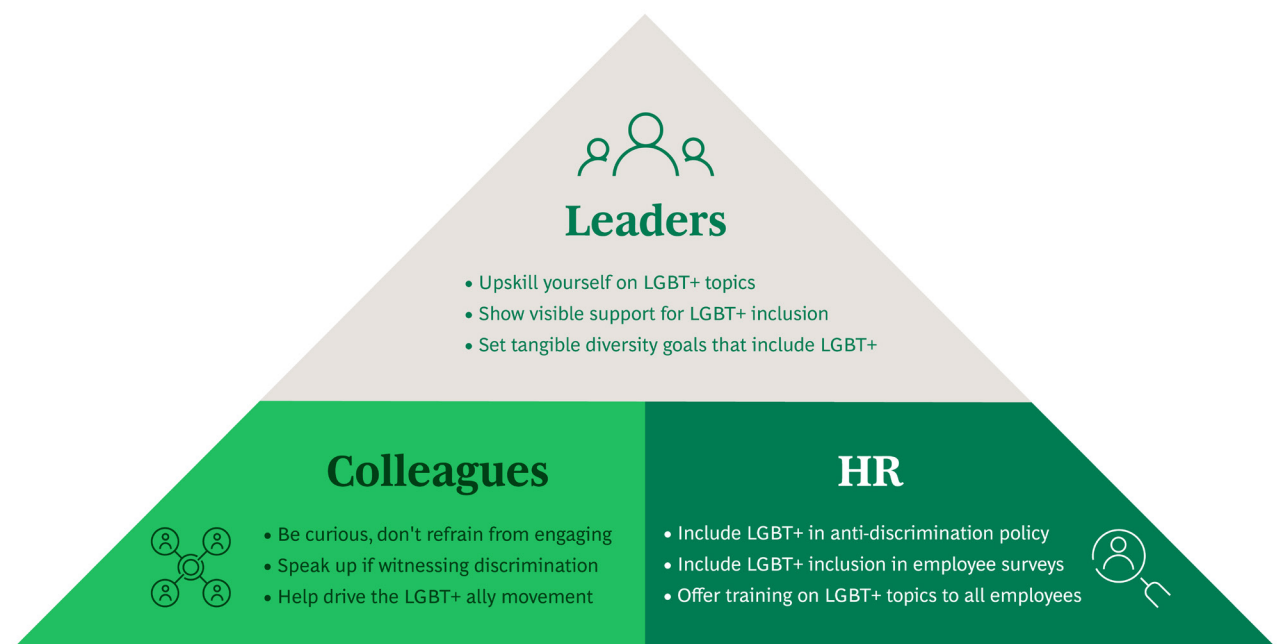 Leaders
• Upskill yourself on LGBT+ topics
• Show visible support for LGBT+ inclusion
• Set tangible diversity goals that include LGBT+
Colleagues
• Be curious, don't refrain from engaging
• Speak up if witnessing discrimination
• Help drive the LGBT+ ally movement
HR
• Include LGBT+ in anti-discrimination policy
• Include LGBT+ inclusion in employee surveys
• Offer training on LGBT+ topics to all employees